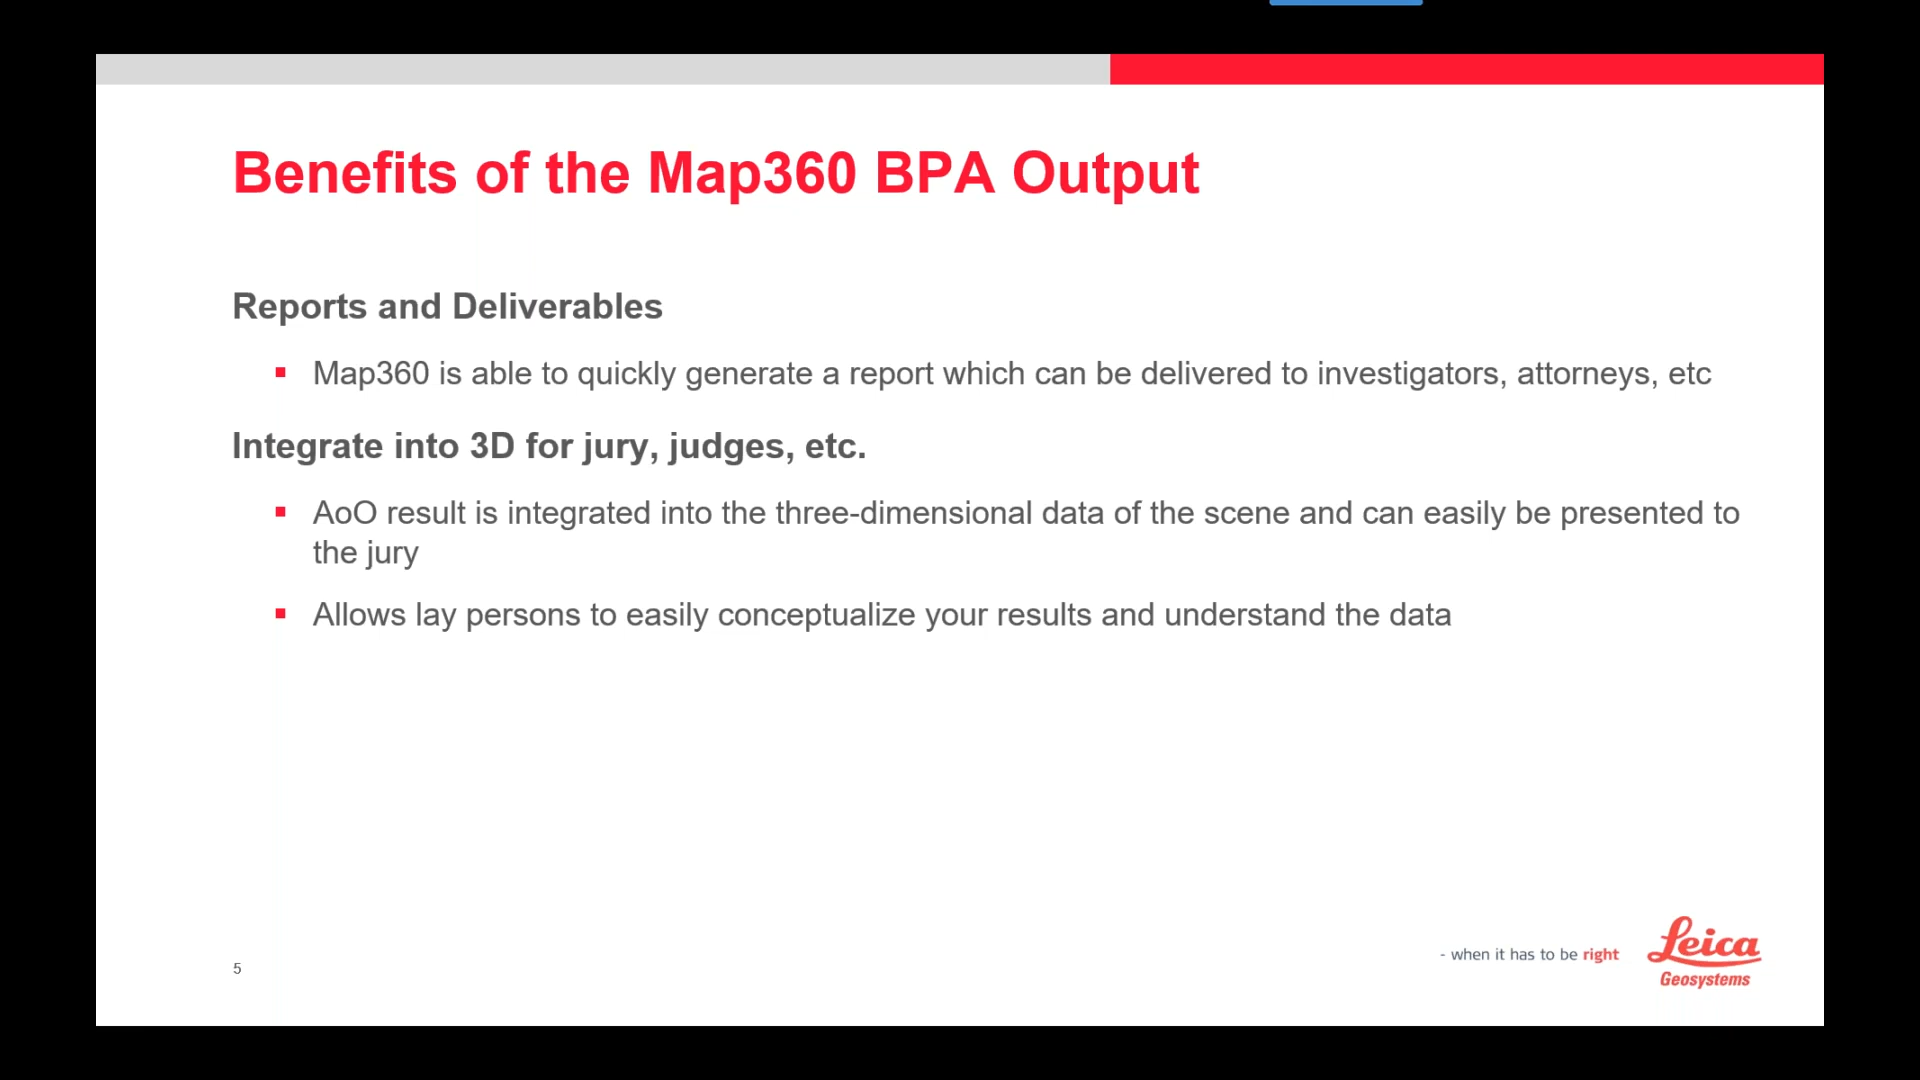 Benefits of the Map360 BPA Output
Reports and Deliverables
▪ Map360 is able to quickly generate a report which can be delivered to investigators, attorneys, etc
Integrate into 3D for jury, judges, etc.
▪ AoO result is integrated into the three-dimensional data of the scene and can easily be presented to
the jury
▪ Allows lay persons to easily conceptualize your results and understand the data
5
- when it has to be right
Leica
Geosystems